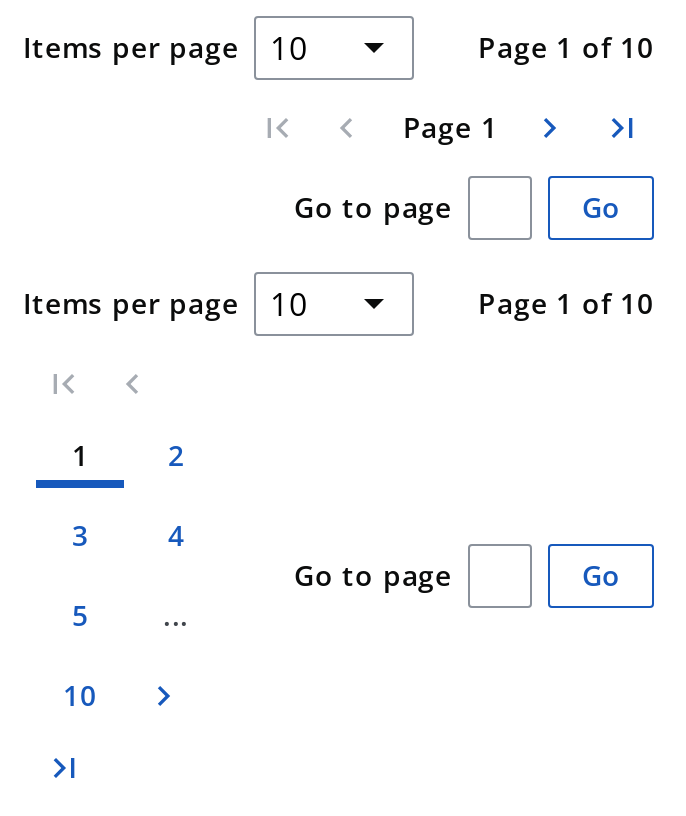 Items per page 10 Page 1 of 10
Page 1
Go to page Go
Items per page 10 Page 1 of 10
1 2
3 4
Go to page Go
5 ...
10